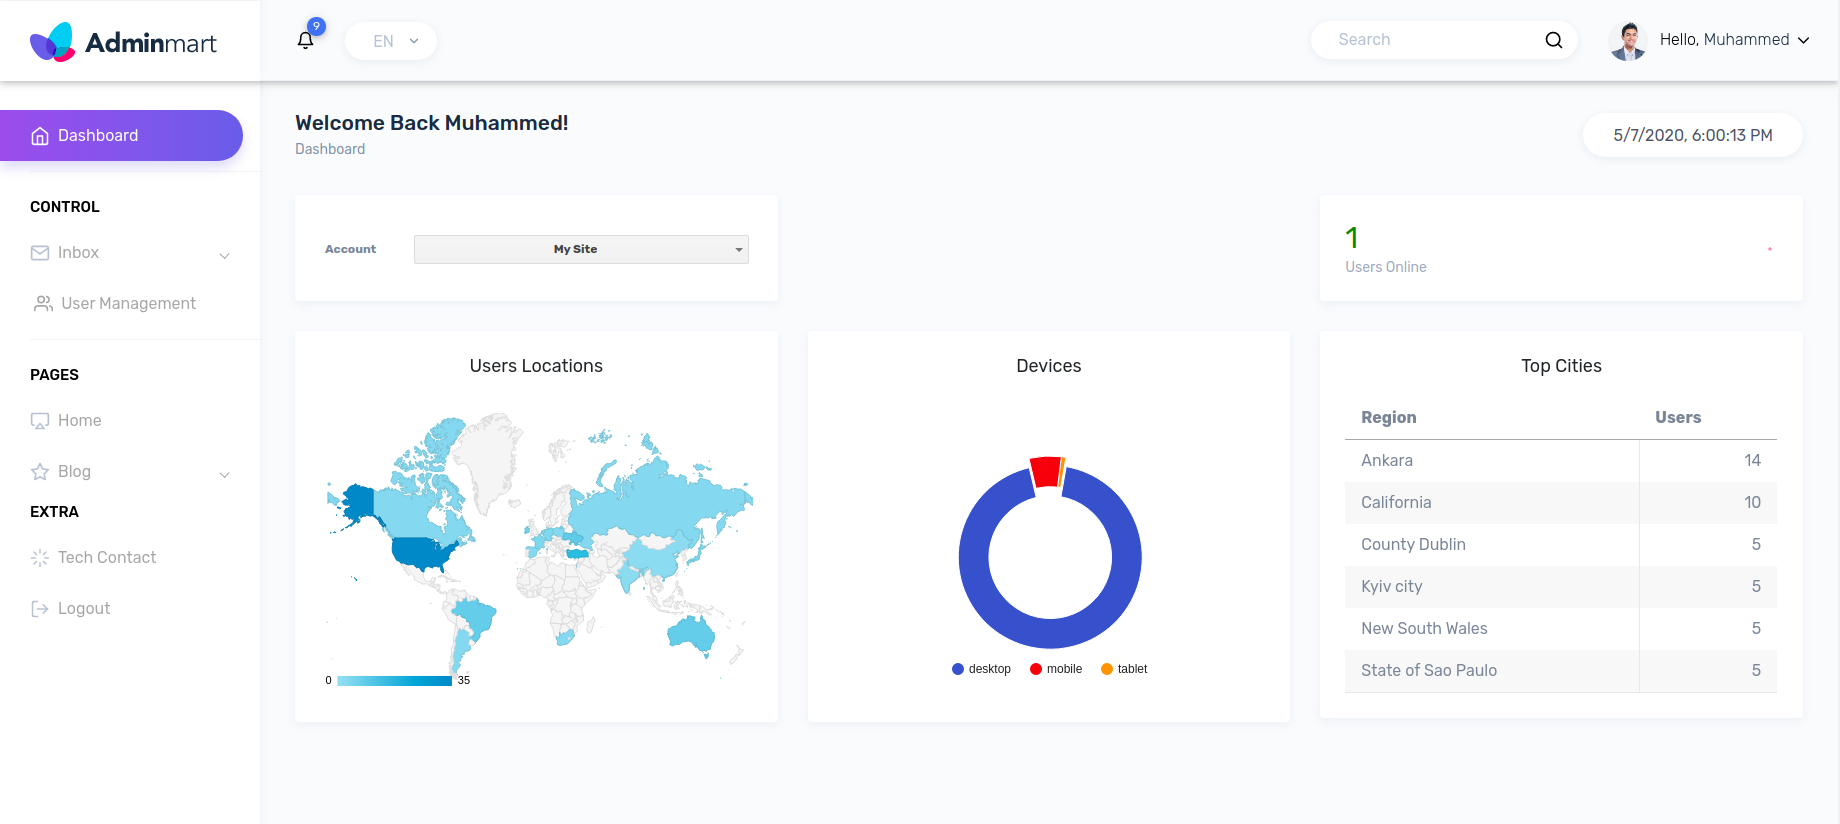 Adminmart
9
EN
Search
Hello, Muhammed
Dashboard
CONTROL
Inbox
User Management
PAGES
Home
Blog
EXTRA
Tech Contact
Logout
Welcome Back Muhammed!
Dashboard
5/7/2020, 6:00:13 PM
Account
My Site
1
Users Online
Users Locations
0
35
Devices
desktop mobile tablet
Top Cities
Region Users
Ankara 14
California 10
County Dublin 5
Kyiv city 5
New South Wales 5
State of Sao Paulo 5